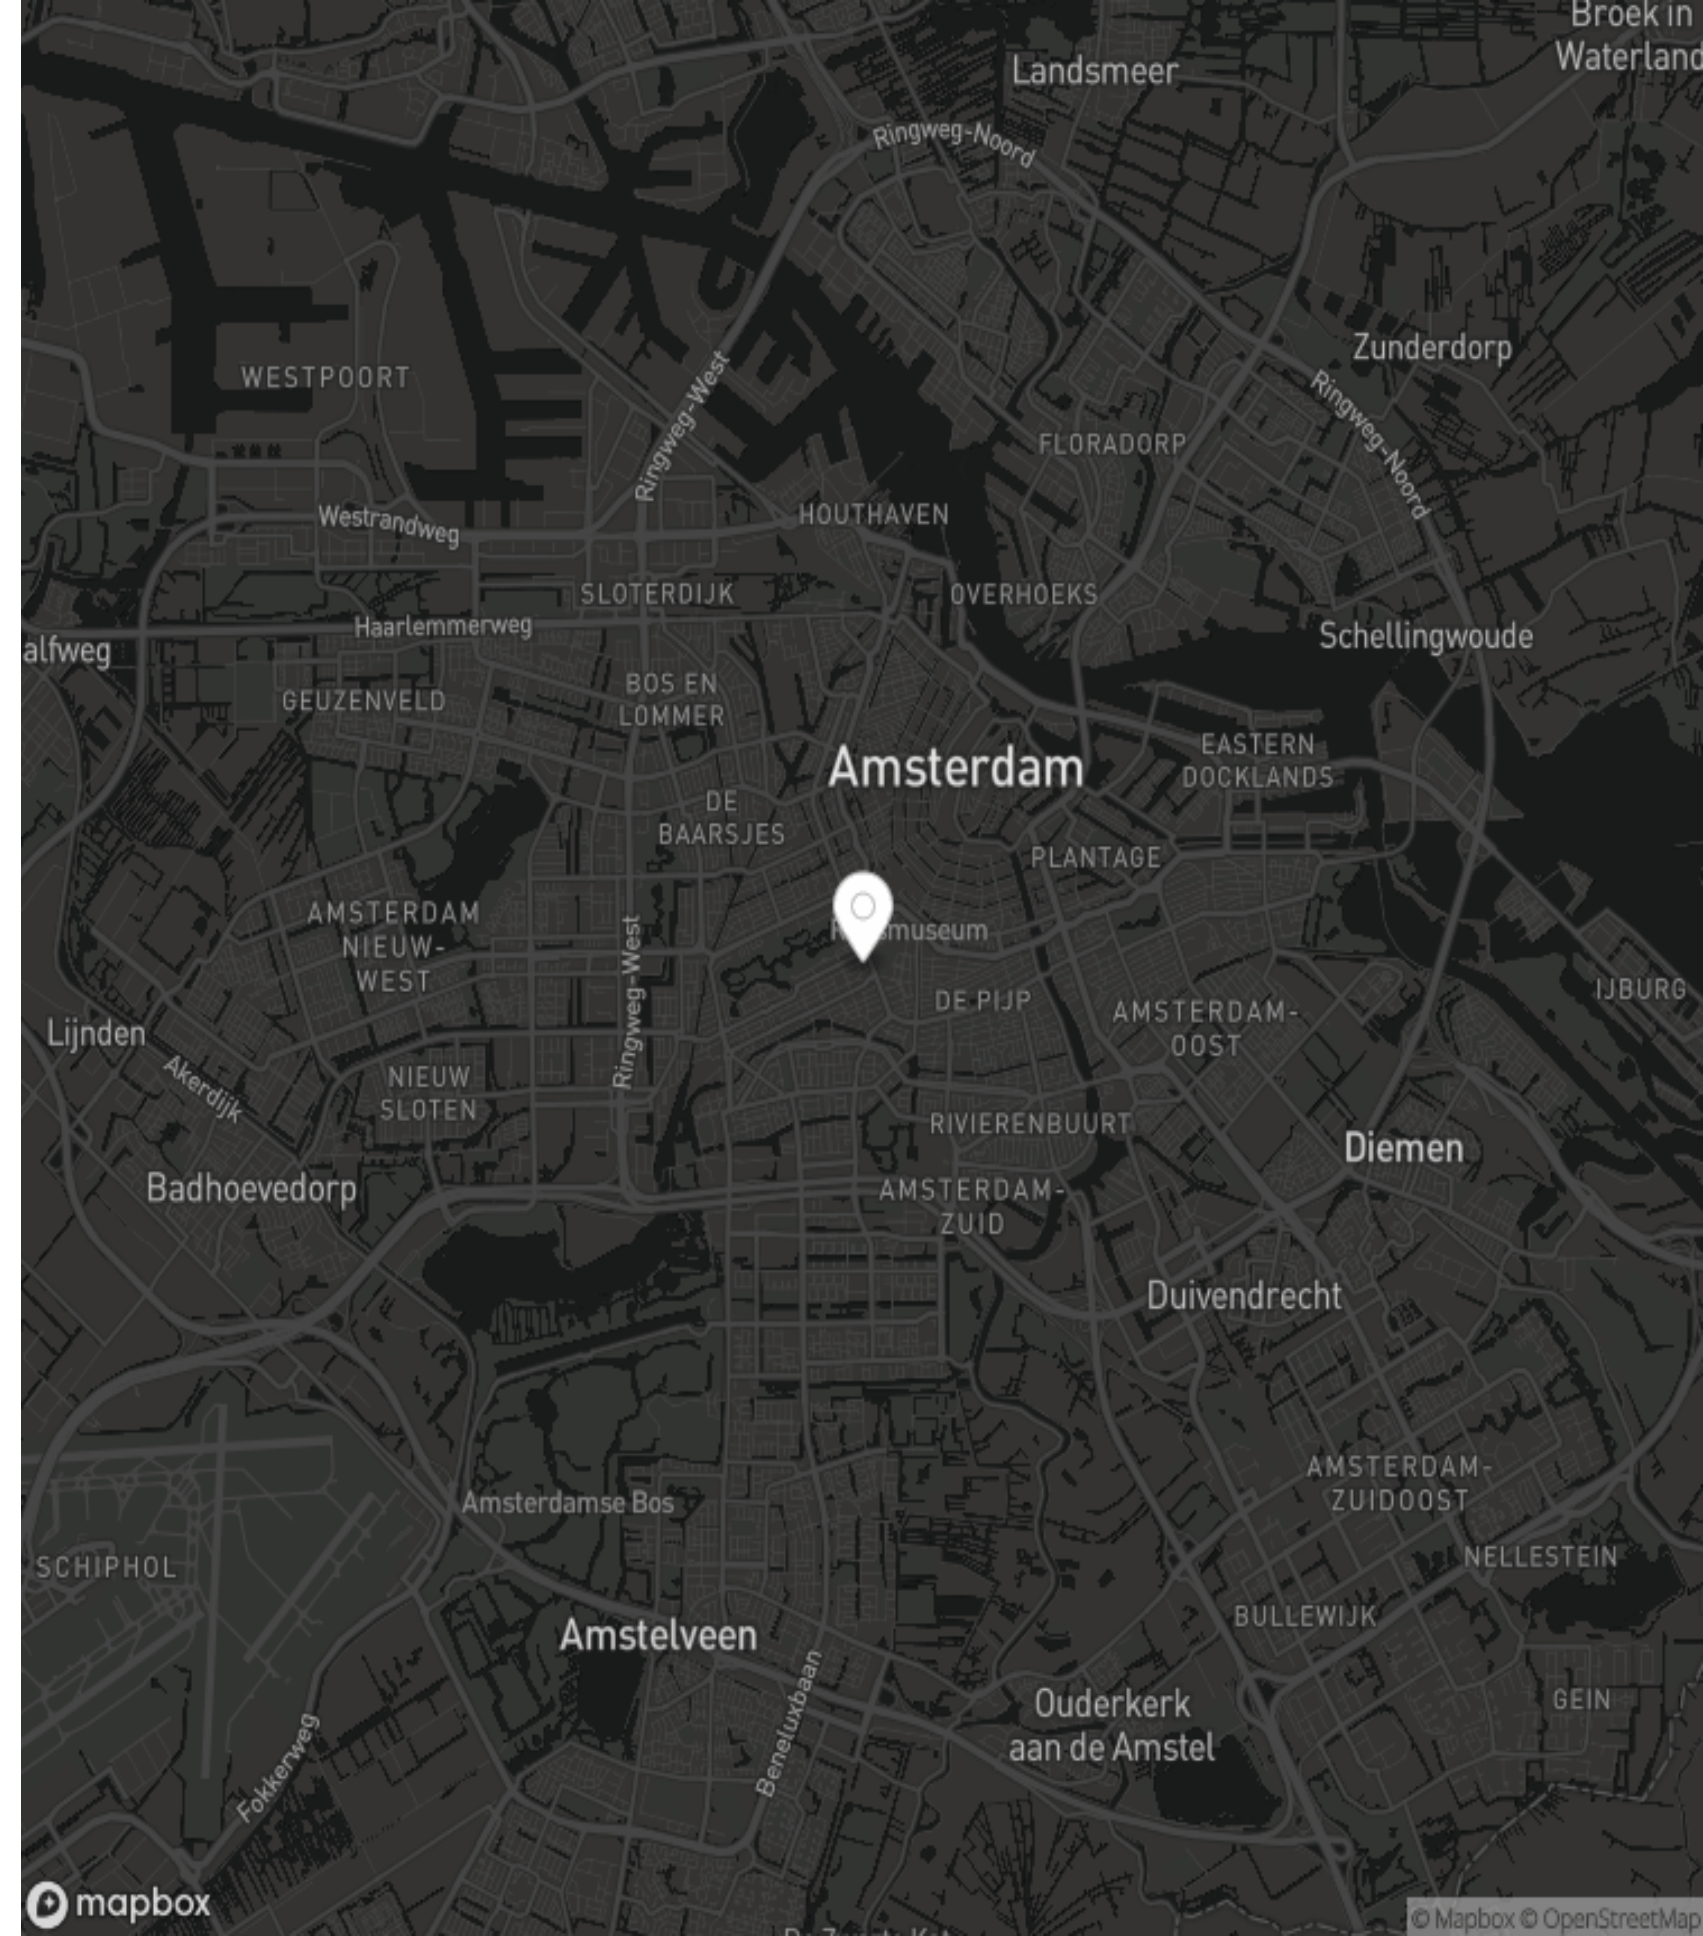 Broek in
Waterland
Landsmeer
Ringweg-Noord
Zunderdorp
WESTPOORT
Ringweg-West
Ringweg-Noord
FLORADORP
HOUTHAVEN
Westrandweg
SLOTERDIJK
OVERHOEKS
Haarlemmerweg
Schellingwoude
alfweg
BOS EN
LOMMER
GEUZENVELD
EASTERN
DOCKLANDS
Amsterdam
DE
BAARSJES
PLANTAGE
AMSTERDAM
NIEUW-
WEST
museum
Ringweg-West
IJBURG
DE PIJP
AMSTERDAM-
OOST
Lijnden
Akerdijk
NIEUW
SLOTEN
RIVIERENBUURT
Diemen
Badhoevedorp
AMSTERDAM-
ZUID
Duivendrecht
AMSTERDAM-
ZUIDOOST
Amsterdamse Bos
SCHIPHOL
NELLESTEIN
BULLEWIJK
Amstelveen
Beneluxbaan
GEIN
Ouderkerk
aan de Amstel
Fokkerweg
mapbox
© Mapbox © OpenStreetMap